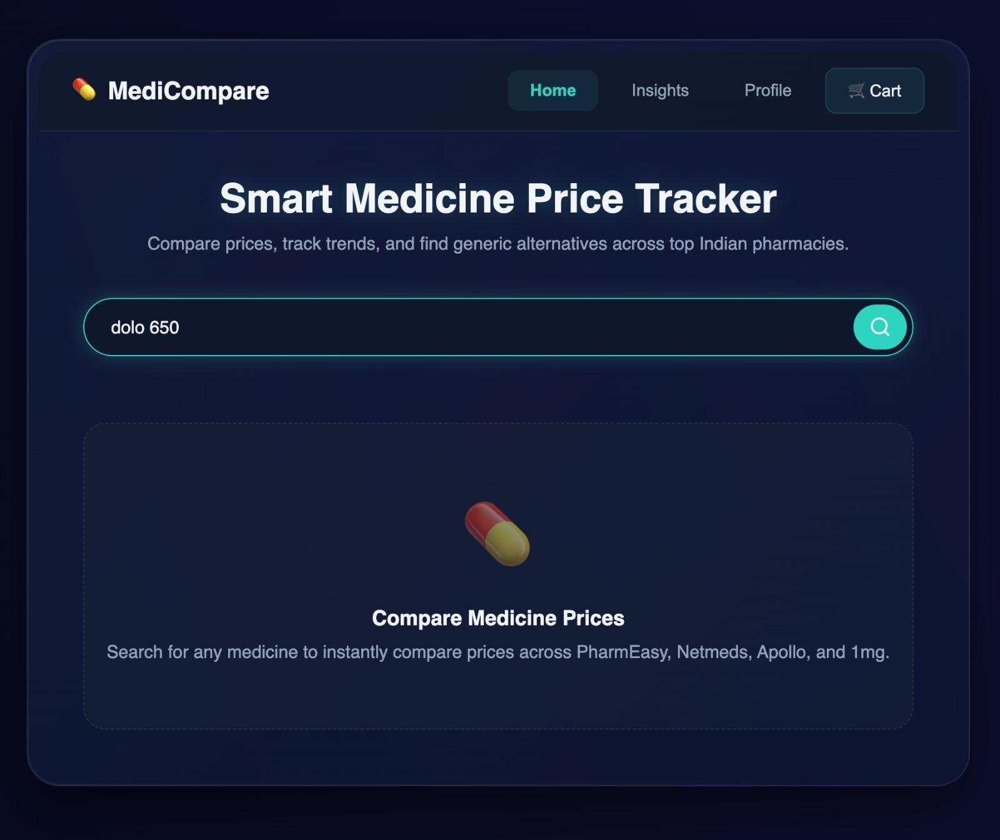 MediCompare
Home
Insights
Profile
Cart
Smart Medicine Price Tracker
Compare prices, track trends, and find generic alternatives across top Indian pharmacies.
dolo 650
Compare Medicine Prices
Search for any medicine to instantly compare prices across PharmEasy, Netmeds, Apollo, and 1mg.